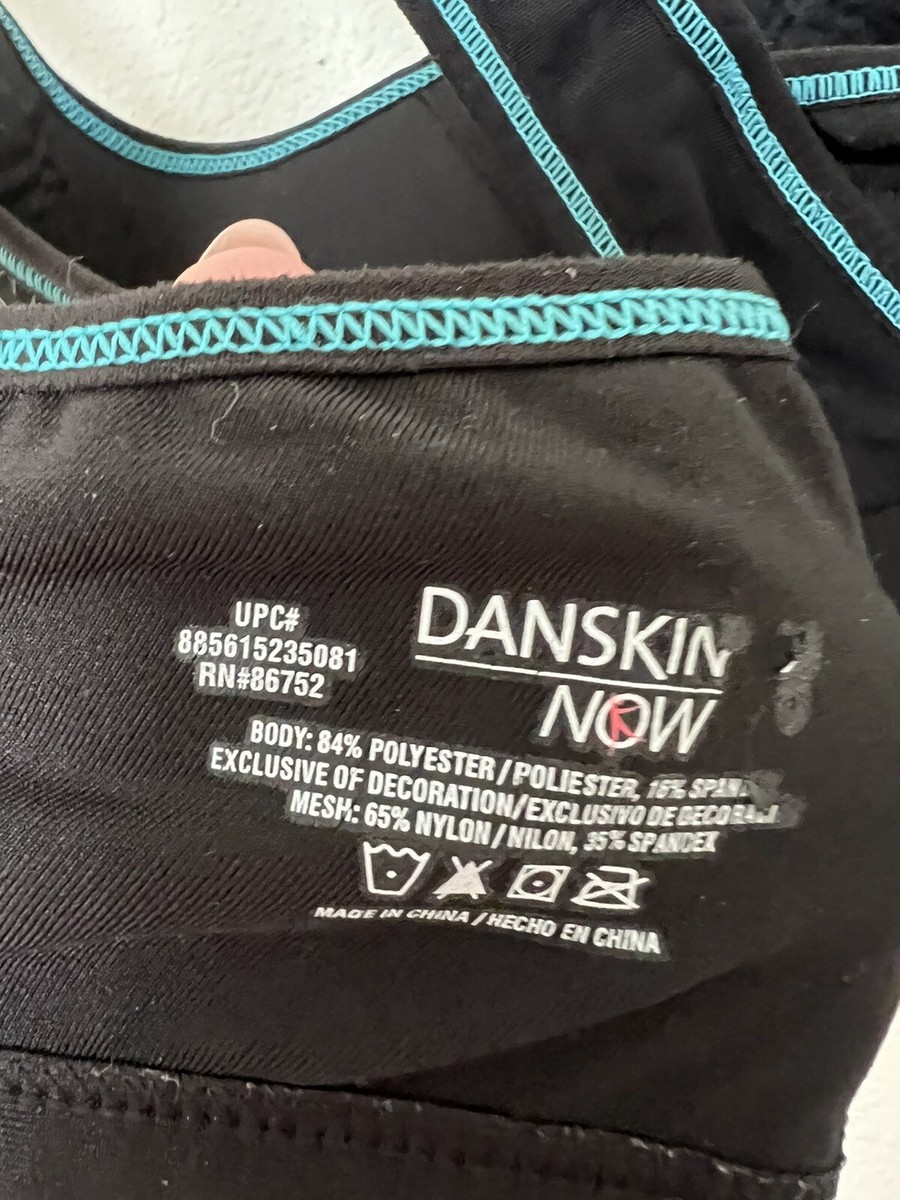 UPC#
885615235081
RN#86752
DANSKIN
NOW
BODY: 84% POLYESTER/POLIESTER, 16%
EXCLUSIVE OF DECORATION/EXCLUSIVO DE
MESH: 65% NYLON/NILON, 35% SPANDEX
MADE IN CHINA / HECHO EN CHINA